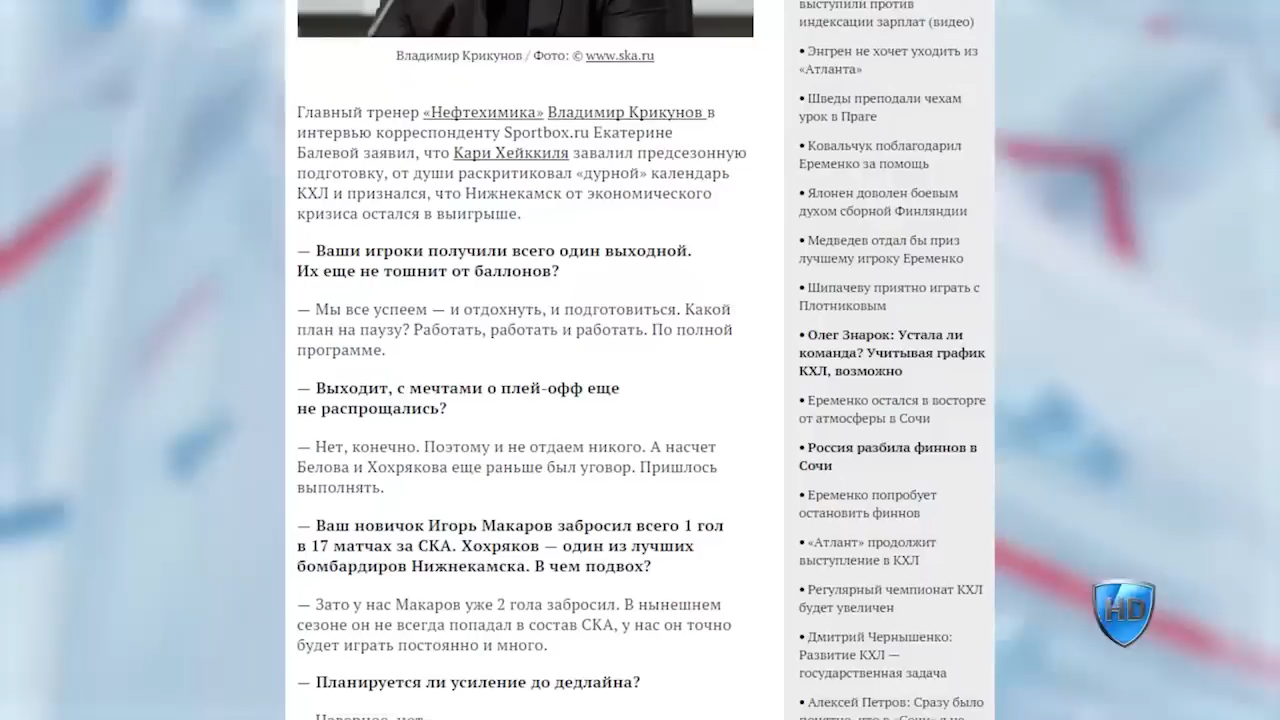 Владимир Крикунов / Фото: © www.ska.ru
Главный тренер «Нефтехимика» Владимир Крикунов в
интервью корреспонденту Sportbox.ru Екатерине
Балевой заявил, что Кари Хейккиля завалил предсезонную
подготовку, от души раскритиковал «дурной» календарь
КХЛ и признался, что Нижнекамск от экономического
кризиса остался в выигрыше.
— Ваши игроки получили всего один выходной.
Их еще не тошнит от баллонов?
— Мы все успеем — и отдохнуть, и подготовиться. Какой
план на паузу? Работать, работать и работать. По полной
программе.
— Выходит, с мечтами о плей-офф еще
не распрощались?
— Нет, конечно. Поэтому и не отдаем никого. А насчет
Белова и Хохрякова еще раньше был уговор. Пришлось
выполнять.
— Ваш новичок Игорь Макаров забросил всего 1 гол
в 17 матчах за СКА. Хохряков — один из лучших
бомбардиров Нижнекамска. В чем подвох?
— Зато у нас Макаров уже 2 гола забросил. В нынешнем
сезоне он не всегда попадал в состав СКА, у нас он точно
будет играть постоянно и много.
— Планируется ли усиление до дедлайна?
— Наверное, нет
выступили против
индексации зарплат (видео)
• Энгрен не хочет уходить из
«Атланта»
• Шведы преподали чехам
урок в Праге
• Ковальчук поблагодарил
Еременко за помощь
• Ялонен доволен боевым
духом сборной Финляндии
• Медведев отдал бы приз
лучшему игроку Еременко
• Шипачеву приятно играть с
Плотниковым
• Олег Знарок: Устала ли
команда? Учитывая график
КХЛ, возможно
• Еременко остался в восторге
от атмосферы в Сочи
• Россия разбила финнов в
Сочи
• Еременко попробует
остановить финнов
• «Атлант» продолжит
выступление в КХЛ
• Регулярный чемпионат КХЛ
будет увеличен
• Дмитрий Чернышенко:
Развитие КХЛ —
государственная задача
• Алексей Петров: Сразу было
понятно, что в «Сочи» я не
HD